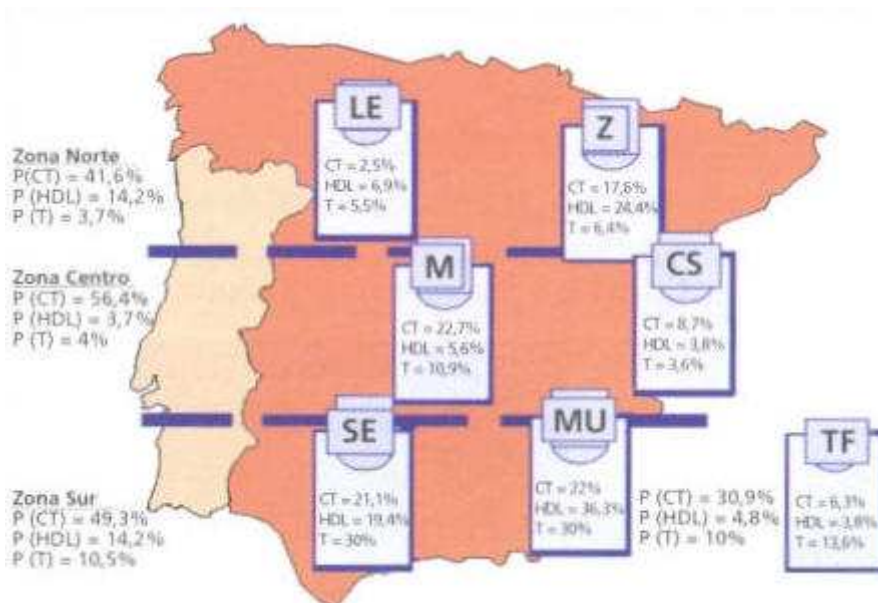 LE
CT = 2,5%
HDL = 6,9%
T = 5,5%
Z
CT = 17,6%
HDL = 24,4%
T = 6,4%
Zona Norte
P(CT) = 41,6%
P (HDL) = 14,2%
P (T) = 3,7%
M
CT = 22,7%
HDL = 5,6%
T = 10,9%
CS
CT = 8,7%
HDL = 3,8%
T = 3,6%
Zona Centro
P (CT) = 56,4%
P (HDL) = 3,7%
P (T) = 4%
SE
CT = 21,1%
HDL = 19,4%
T = 30%
MU
CT = 22%
HDL = 36,3%
T = 30%
Zona Sur
P (CT) = 49,3%
P (HDL) = 14,2%
P (T) = 10,5%
P (CT) = 30,9%
P (HDL) = 4,8%
P (T) = 10%
TF
CT = 6,3%
HDL = 3,8%
T = 13,6%